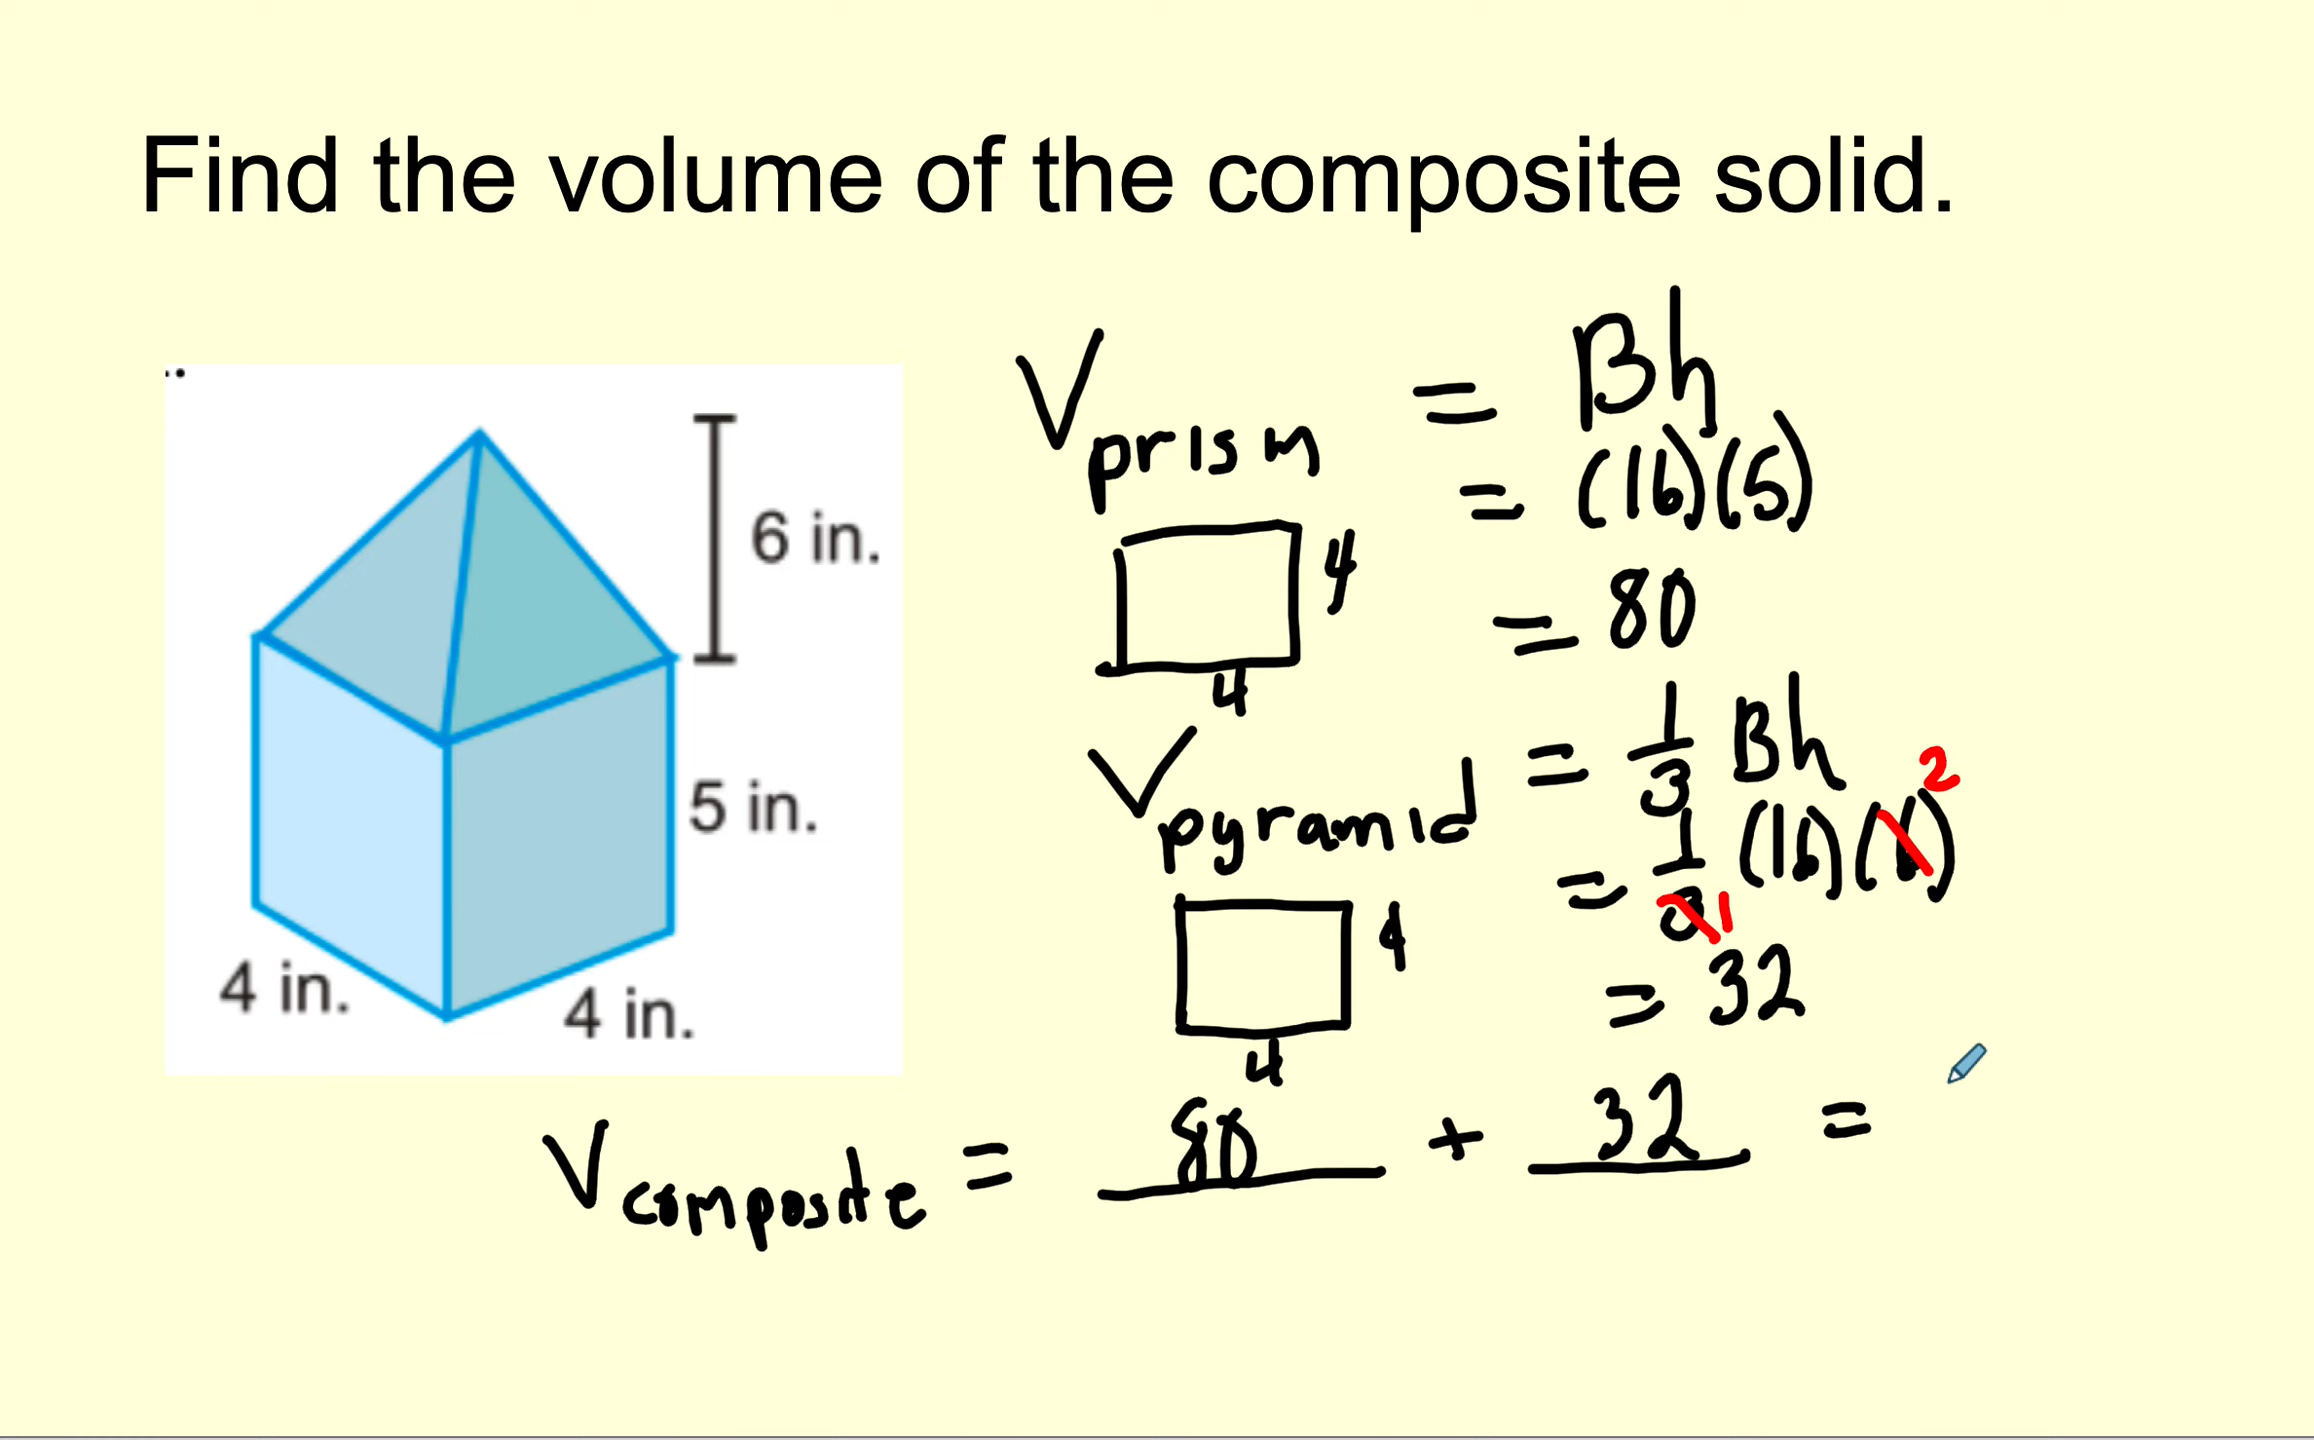 Find the volume of the composite solid.
6 in.
5 in.
4 in.
4 in.
V prism = Bh
= (16)(5)
4
= 80
4
V pyramid = 1/3 Bh
2
= 1/3 (16)(6)
1
4
= 32
4
V composite = 80 + 32 =